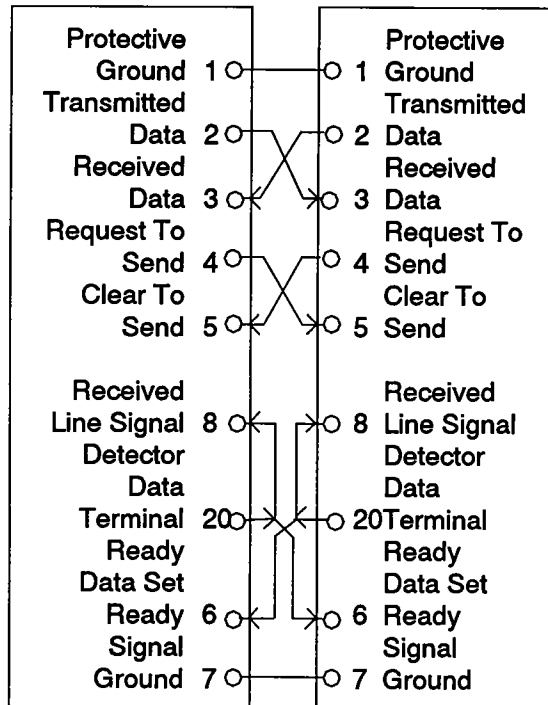 Protective
Ground 1
Transmitted
Data 2
Received
Data 3
Request To
Send 4
Clear To
Send 5
Received
Line Signal 8
Detector
Data
Terminal 20
Ready
Data Set
Ready 6
Signal
Ground 7
Protective
1 Ground
Transmitted
2 Data
Received
3 Data
Request To
4 Send
Clear To
5 Send
Received
8 Line Signal
Detector
Data
20 Terminal
Ready
Data Set
6 Ready
Signal
7 Ground